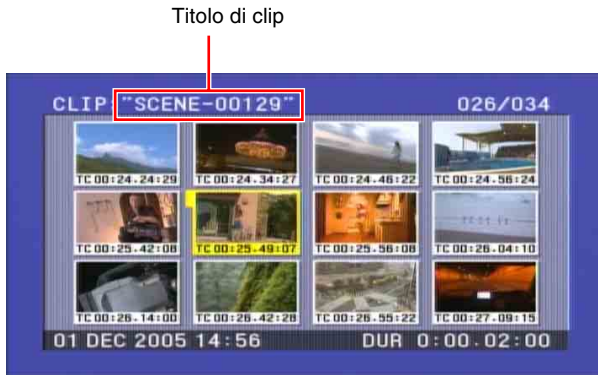 Titolo di clip
CLIP: "SCENE-00129" 026/034
TC 00:24.24:29 TC 00:24.34:27 TC 00:24.46:22 TC 00:24.56:24
TC 00:25.42:08 TC 00:25.49:07 TC 00:25.56:08 TC 00:26.04:10
TC 00:26.14:00 TC 00:26.42:28 TC 00:26.55:22 TC 00:27.09:15
01 DEC 2005 14:56 DUR 0:00.02:00